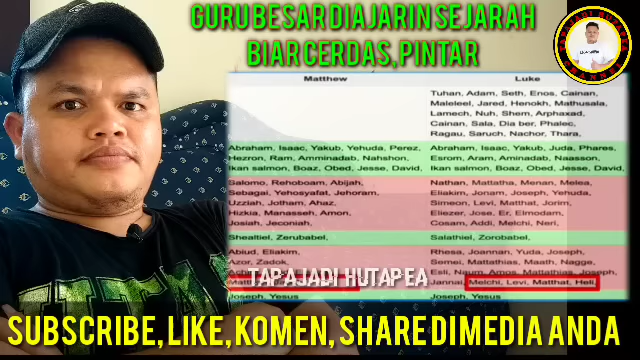 GURU BESAR DIAJARIN SEJARAH
BIAR CERDAS, PINTAR
Matthew
Luke
Tuhan, Adam, Seth, Enos, Cainan,
Maleleel, Jared, Henokh, Mathusala,
Lamech, Nuh, Shem, Arphaxad,
Cainan, Sala, Dia ber, Phalec,
Ragau, Saruch, Nachor, Thara,
Abraham, Isaac, Yakub, Yehuda, Perez,
Hezron, Ram, Amminadab, Nahshon,
Ikan salmon, Boaz, Obed, Jesse, David,
Abraham, Isaac, Yakub, Juda, Phares,
Esrom, Aram, Aminadab, Naasson,
Ikan salmon, Boaz, Obed, Jesse, David,
Galomo, Rehoboam, Abijah,
Sebagai, Yehosyafat, Jehoram,
Uzziah, Jotham, Ahaz,
Hizkia, Manasseh, Amon,
Josiah, Jeconiah,
Nathan, Mattatha, Menan, Melea,
Eliakim, Jonam, Joseph, Yehuda,
Simeon, Levi, Matthat, Jorim,
Eliezer, Jose, Er, Elmodam,
Cosam, Addi, Melchi, Neri,
Shealtiel, Zerubabel,
Salathiel, Zorobabel,
Abiud, Eliakim,
Azor, Zadok,
Rhesa, Joannan, Yuda, Joseph,
Semei, Mattathias, Math, Nagge,
Esli, Naum, Amos, Mattathias, Joseph,
Jannai, Melchi, Levi, Matthat, Heli,
Joseph, Yesus
Joseph, Yesus
TAPAJADI HUTAPEA
SUBSCRIBE, LIKE, KOMEN, SHARE DI MEDIA ANDA